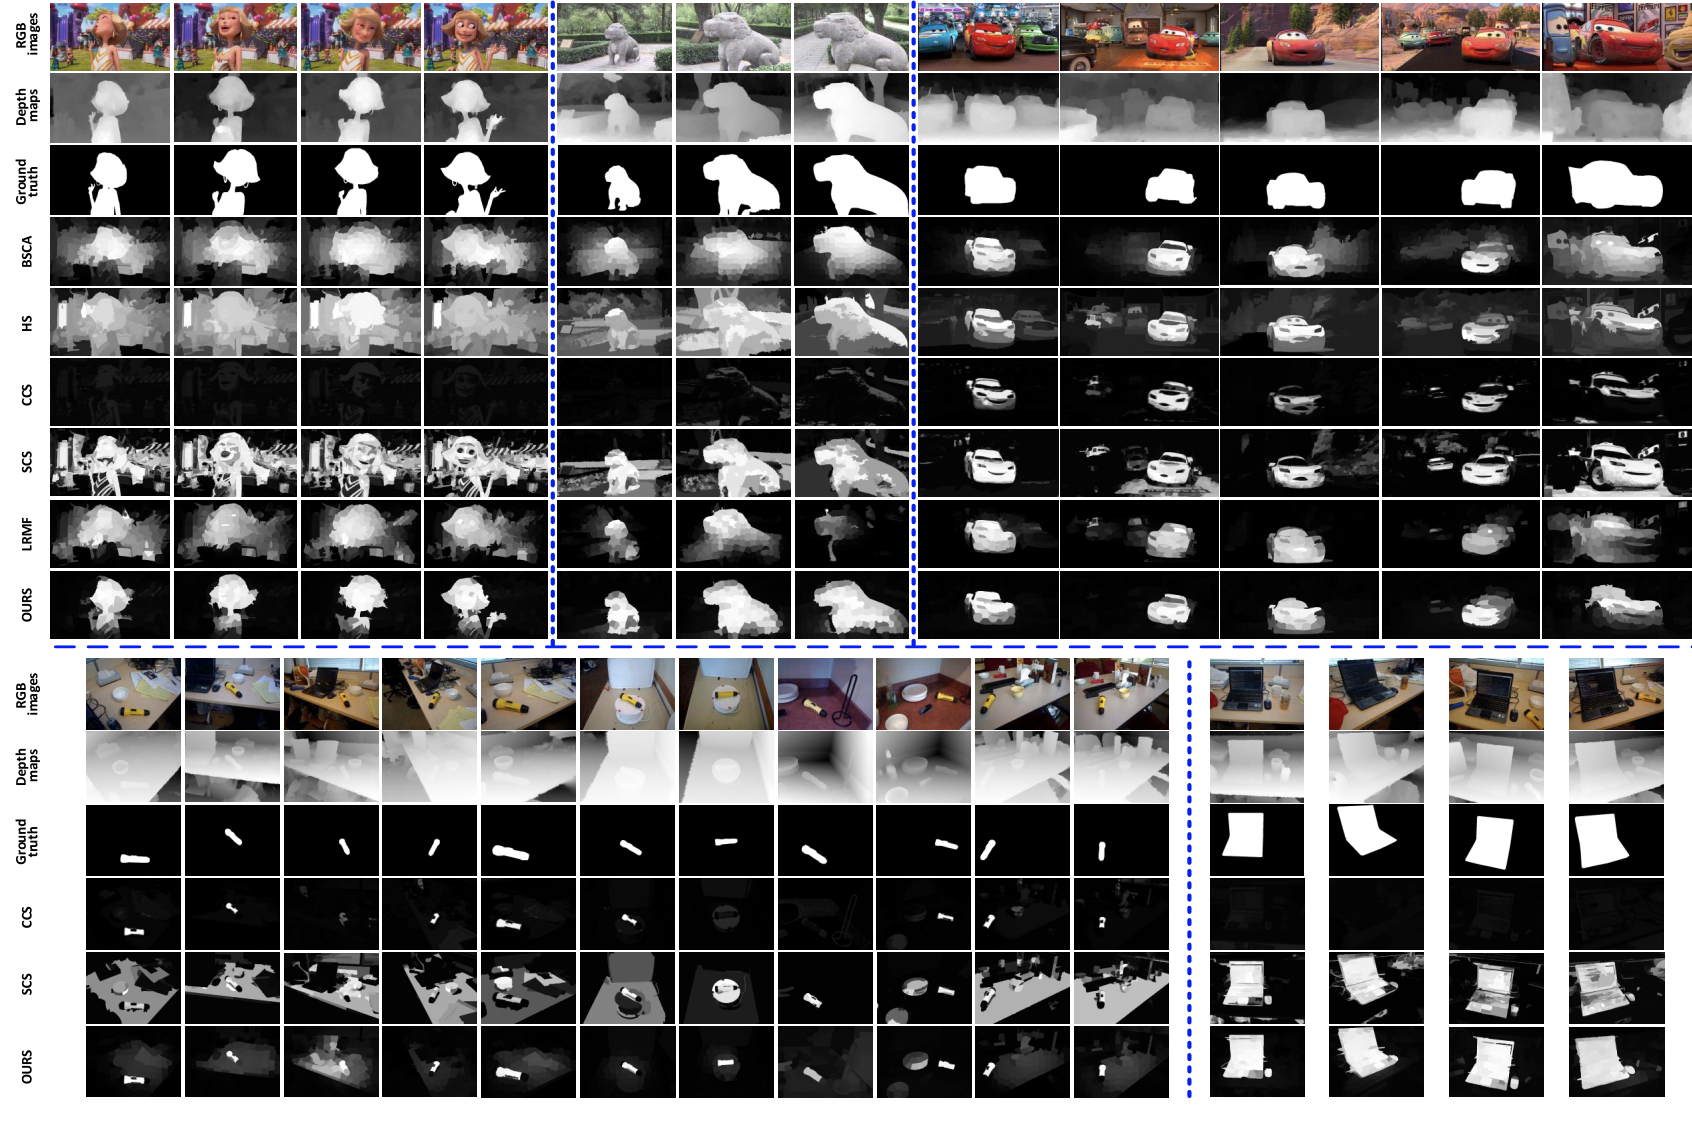 RGB
images
Depth
maps
Ground
truth
BSCA
HS
CCS
SCS
LRMF
OURS
RGB
images
Depth
maps
Ground
truth
CCS
SCS
OURS